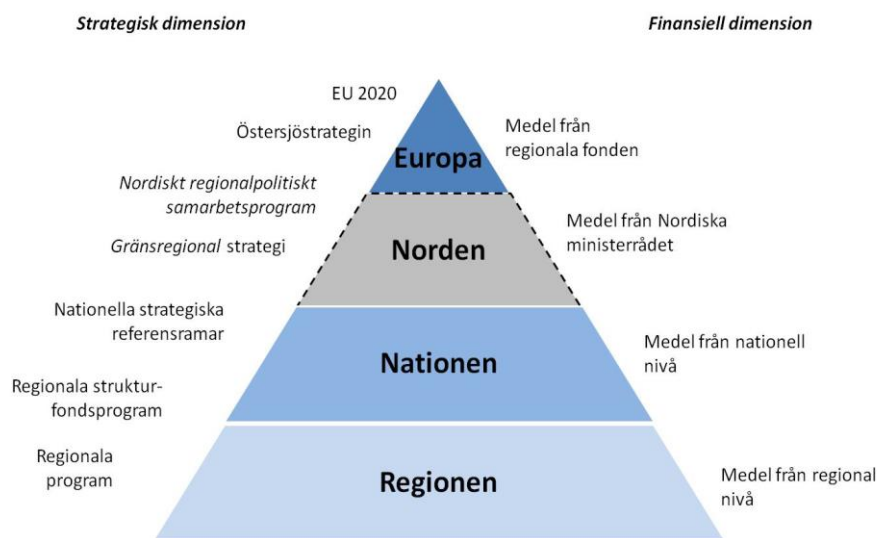 Strategisk dimension
Finansiell dimension
EU 2020
Östersjöstrategin
Medel från
regionala fonden
Europa
Nordiskt regionalpolitiskt
samarbetsprogram
Gränsregional strategi
Medel från Nordiska
ministerrådet
Norden
Nationella strategiska
referensramar
Medel från nationell
nivå
Nationen
Regionala struktur-
fondsprogram
Regionala
program
Regionen
Medel från regional
nivå